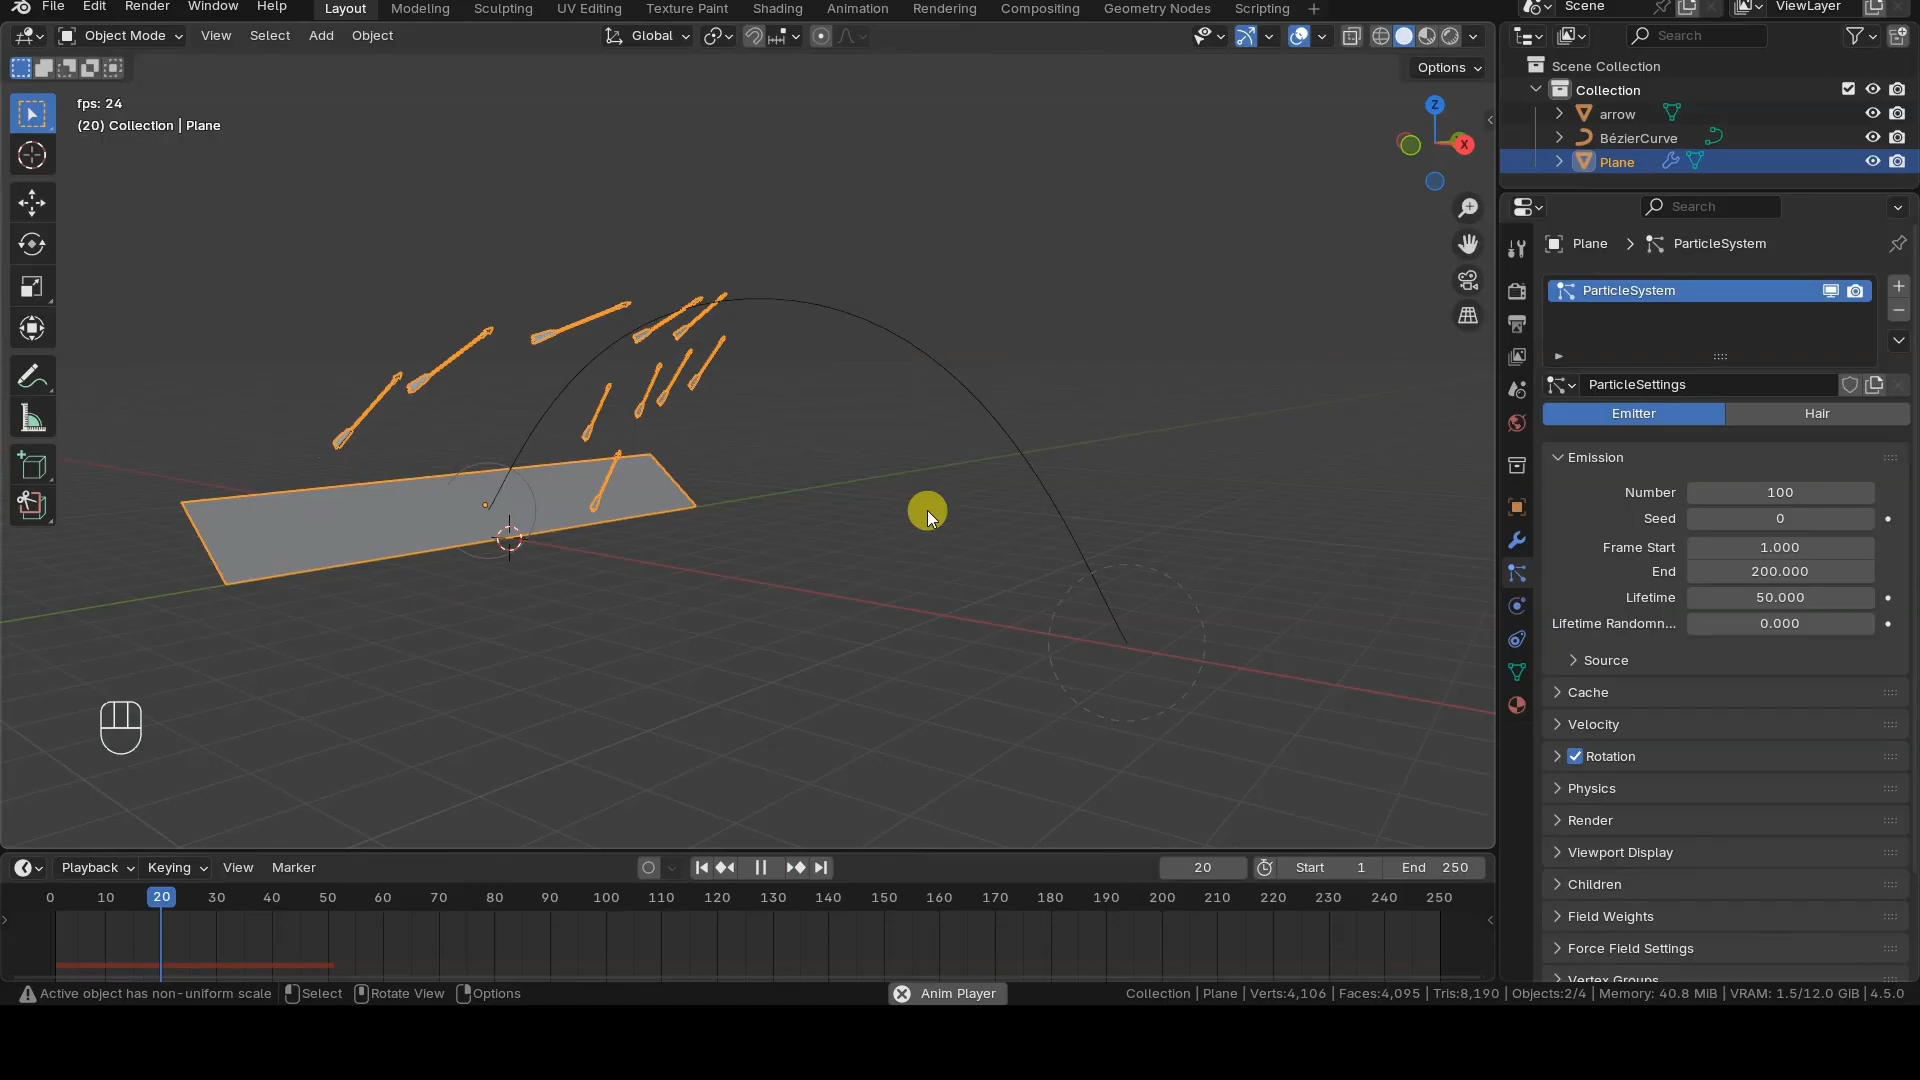 File Edit Render Window Help Layout Modeling Sculpting UV Editing Texture Paint Shading Animation Rendering Compositing Geometry Nodes Scripting + Scene ViewLayer
Object Mode View Select Add Object Global Search
Options
fps: 24
(20) Collection | Plane
Z
X
Scene Collection
Collection
arrow
BézierCurve
Plane
Search
Plane ParticleSystem
ParticleSystem
ParticleSettings
Emitter Hair
Emission
Number 100
Seed 0
Frame Start 1.000
End 200.000
Lifetime 50.000
Lifetime Randomn... 0.000
Source
Cache
Velocity
Rotation
Physics
Render
Viewport Display
Children
Field Weights
Force Field Settings
Vertex Groups
Playback Keying View Marker 20 Start 1 End 250
0 10 20 30 40 50 60 70 80 90 100 110 120 130 140 150 160 170 180 190 200 210 220 230 240 250
Active object has non-uniform scale Select Rotate View Options Anim Player Collection | Plane | Verts:4,106 | Faces:4,095 | Tris:8,190 | Objects:2/4 | Memory: 40.8 MiB | VRAM: 1.5/12.0 GiB | 4.5.0